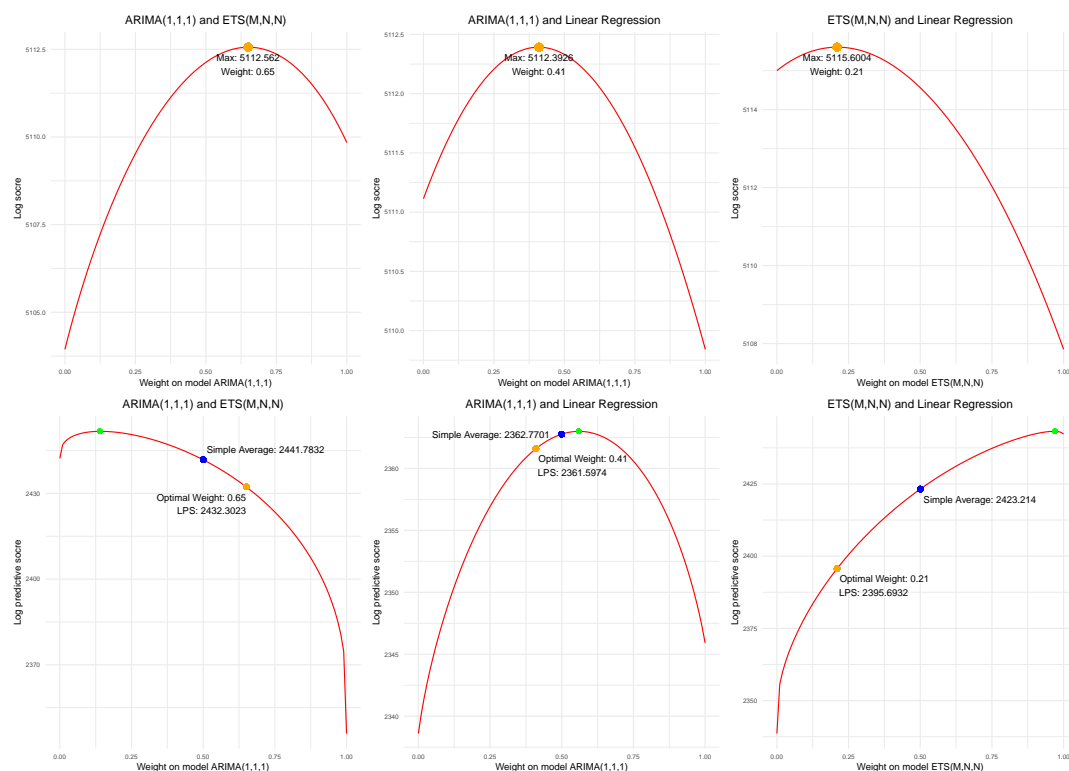 ARIMA(1,1,1) and ETS(M,N,N)
Max: 5112.562
Weight: 0.65
5112.5
5110.0
5107.5
5105.0
Log socre
0.00 0.25 0.50 0.75 1.00
Weight on model ARIMA(1,1,1)
ARIMA(1,1,1) and Linear Regression
Max: 5112.3926
Weight: 0.41
5112.5
5112.0
5111.5
5111.0
5110.5
5110.0
Log socre
0.00 0.25 0.50 0.75 1.00
Weight on model ARIMA(1,1,1)
ETS(M,N,N) and Linear Regression
Max: 5115.6004
Weight: 0.21
5114
5112
5110
5108
Log socre
0.00 0.25 0.50 0.75 1.00
Weight on model ETS(M,N,N)
ARIMA(1,1,1) and ETS(M,N,N)
Simple Average: 2441.7832
Optimal Weight: 0.65
LPS: 2432.3023
2430
2400
2370
Log predictive socre
0.00 0.25 0.50 0.75 1.00
Weight on model ARIMA(1,1,1)
ARIMA(1,1,1) and Linear Regression
Simple Average: 2362.7701
Optimal Weight: 0.41
LPS: 2361.5974
2360
2355
2350
2345
2340
Log predictive socre
0.00 0.25 0.50 0.75 1.00
Weight on model ARIMA(1,1,1)
ETS(M,N,N) and Linear Regression
Simple Average: 2423.214
Optimal Weight: 0.21
LPS: 2395.6932
2425
2400
2375
2350
Log predictive socre
0.00 0.25 0.50 0.75 1.00
Weight on model ETS(M,N,N)